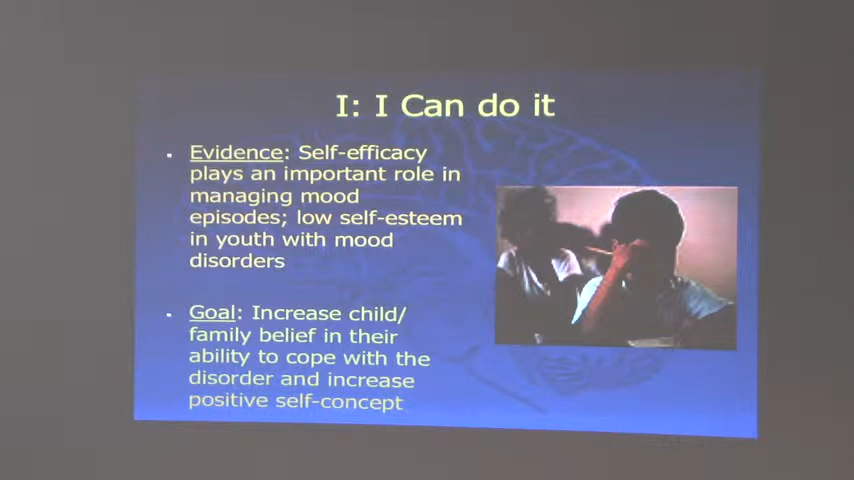 I: I Can do it
▪ Evidence: Self-efficacy
plays an important role in
managing mood
episodes; low self-esteem
in youth with mood
disorders
▪ Goal: Increase child/
family belief in their
ability to cope with the
disorder and increase
positive self-concept